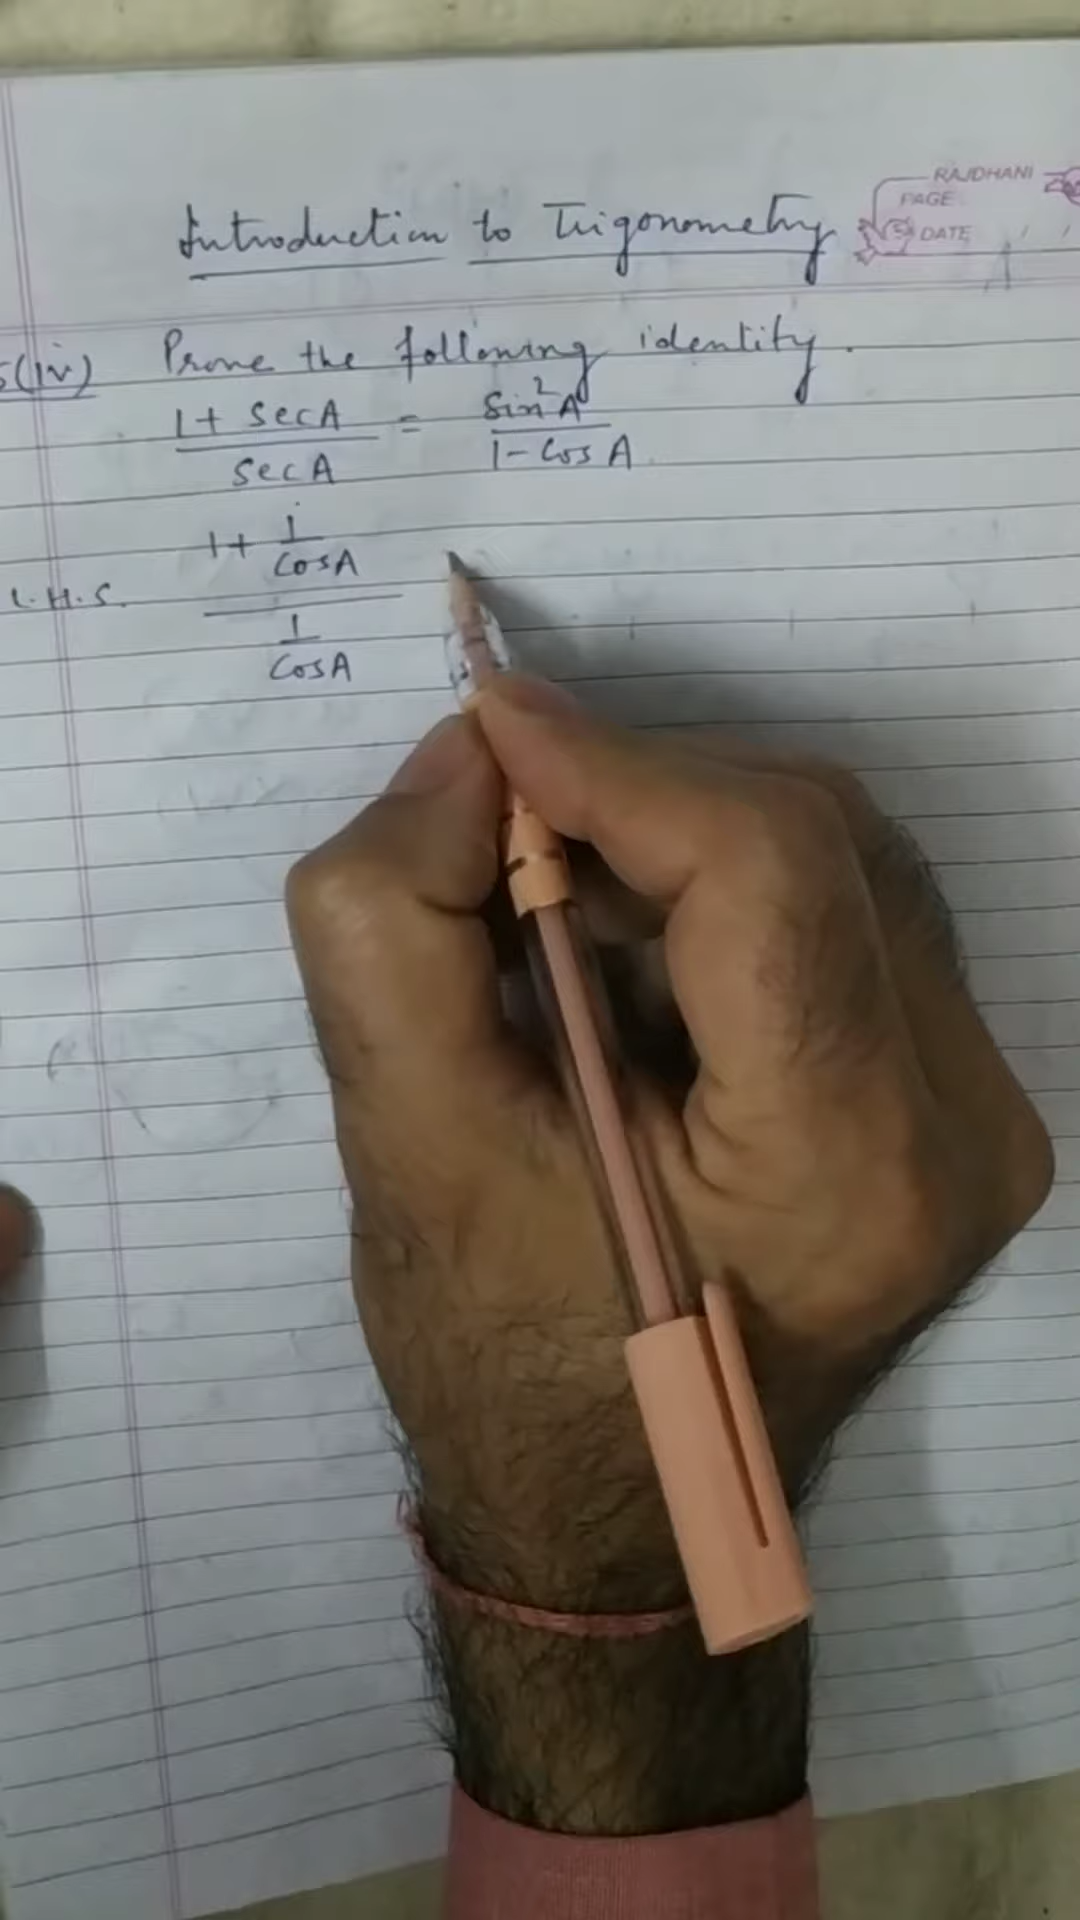 RAJDHANI
PAGE
DATE
Introduction to Trigonometry
5(iv) Prove the following identity.
1 + secA / secA = sin²A / 1 - cosA
L.H.S. 1 + 1/cosA / 1/cosA